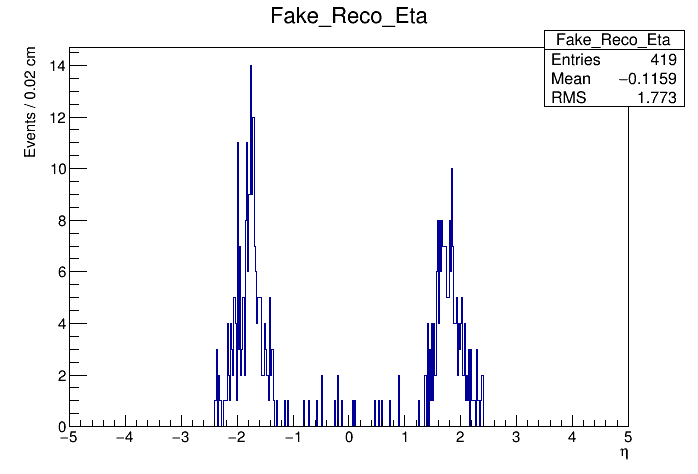 Fake_Reco_Eta
Fake_Reco_Eta
Entries 419
Mean −0.1159
RMS 1.773
Events / 0.02 cm
14
12
10
8
6
4
2
0
−5 −4 −3 −2 −1 0 1 2 3 4 5
η